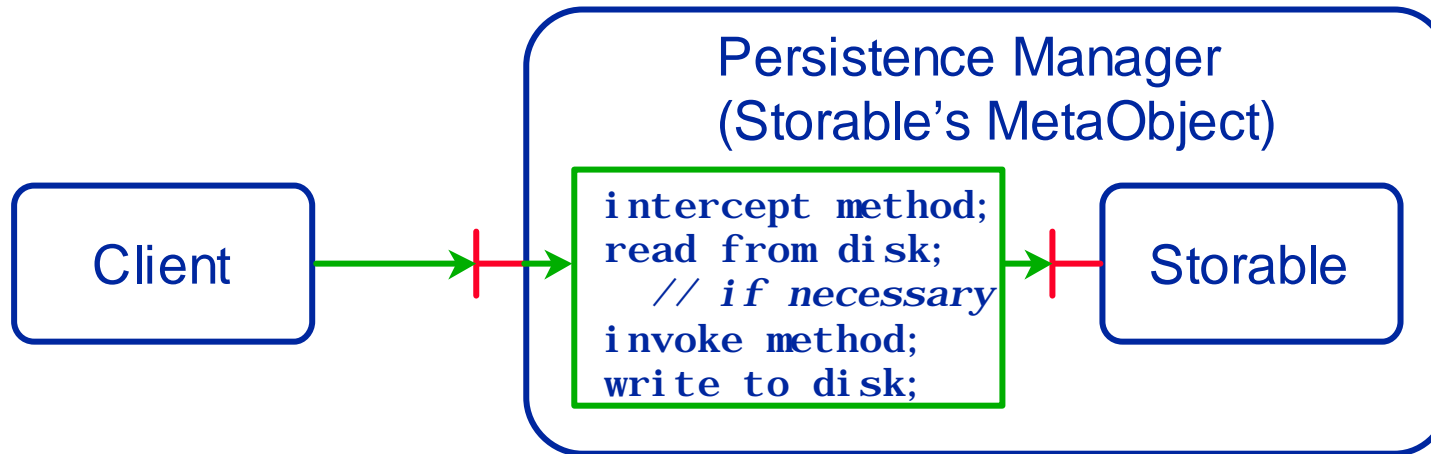 Persistence Manager
(Storable's MetaObject)
Client
intercept method;
read from disk;
// if necessary
invoke method;
write to disk;
Storable